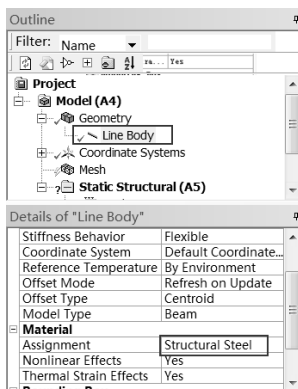 Outline
Filter: Name
ra... Yes
Project
Model (A4)
Geometry
Line Body
Coordinate Systems
Mesh
Static Structural (A5)
Details of "Line Body"
Stiffness Behavior Flexible
Coordinate System Default Coordinate...
Reference Temperature By Environment
Offset Mode Refresh on Update
Offset Type Centroid
Model Type Beam
Material
Assignment Structural Steel
Nonlinear Effects Yes
Thermal Strain Effects Yes